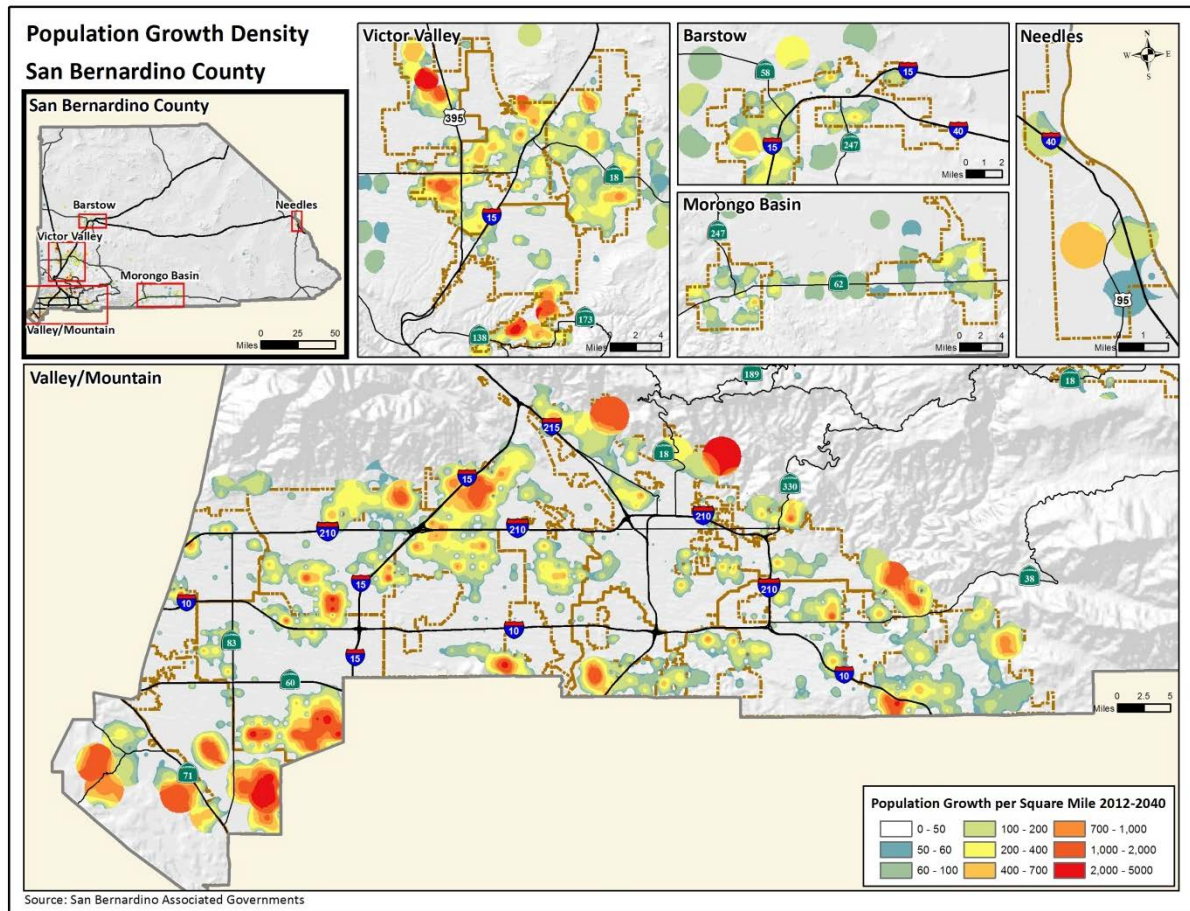 Population Growth Density
San Bernardino County
San Bernardino County
Barstow
Needles
Victor Valley
Morongo Basin
Valley/Mountain
0 25 50
Miles
Victor Valley
395
18
15
138
173
0 2 4
Miles
Barstow
58
15
15
40
247
0 1 2
Miles
Morongo Basin
247
62
0 2 4
Miles
Needles
N
W E
S
40
95
0 1 2
Miles
Valley/Mountain
189
18
215
18
15
330
210
210
210
38
15
210
10
83
10
15
10
60
71
0 2.5 5
Miles
Population Growth per Square Mile 2012-2040
0 - 50
100 - 200
700 - 1,000
50 - 60
200 - 400
1,000 - 2,000
60 - 100
400 - 700
2,000 - 5000
Source: San Bernardino Associated Governments